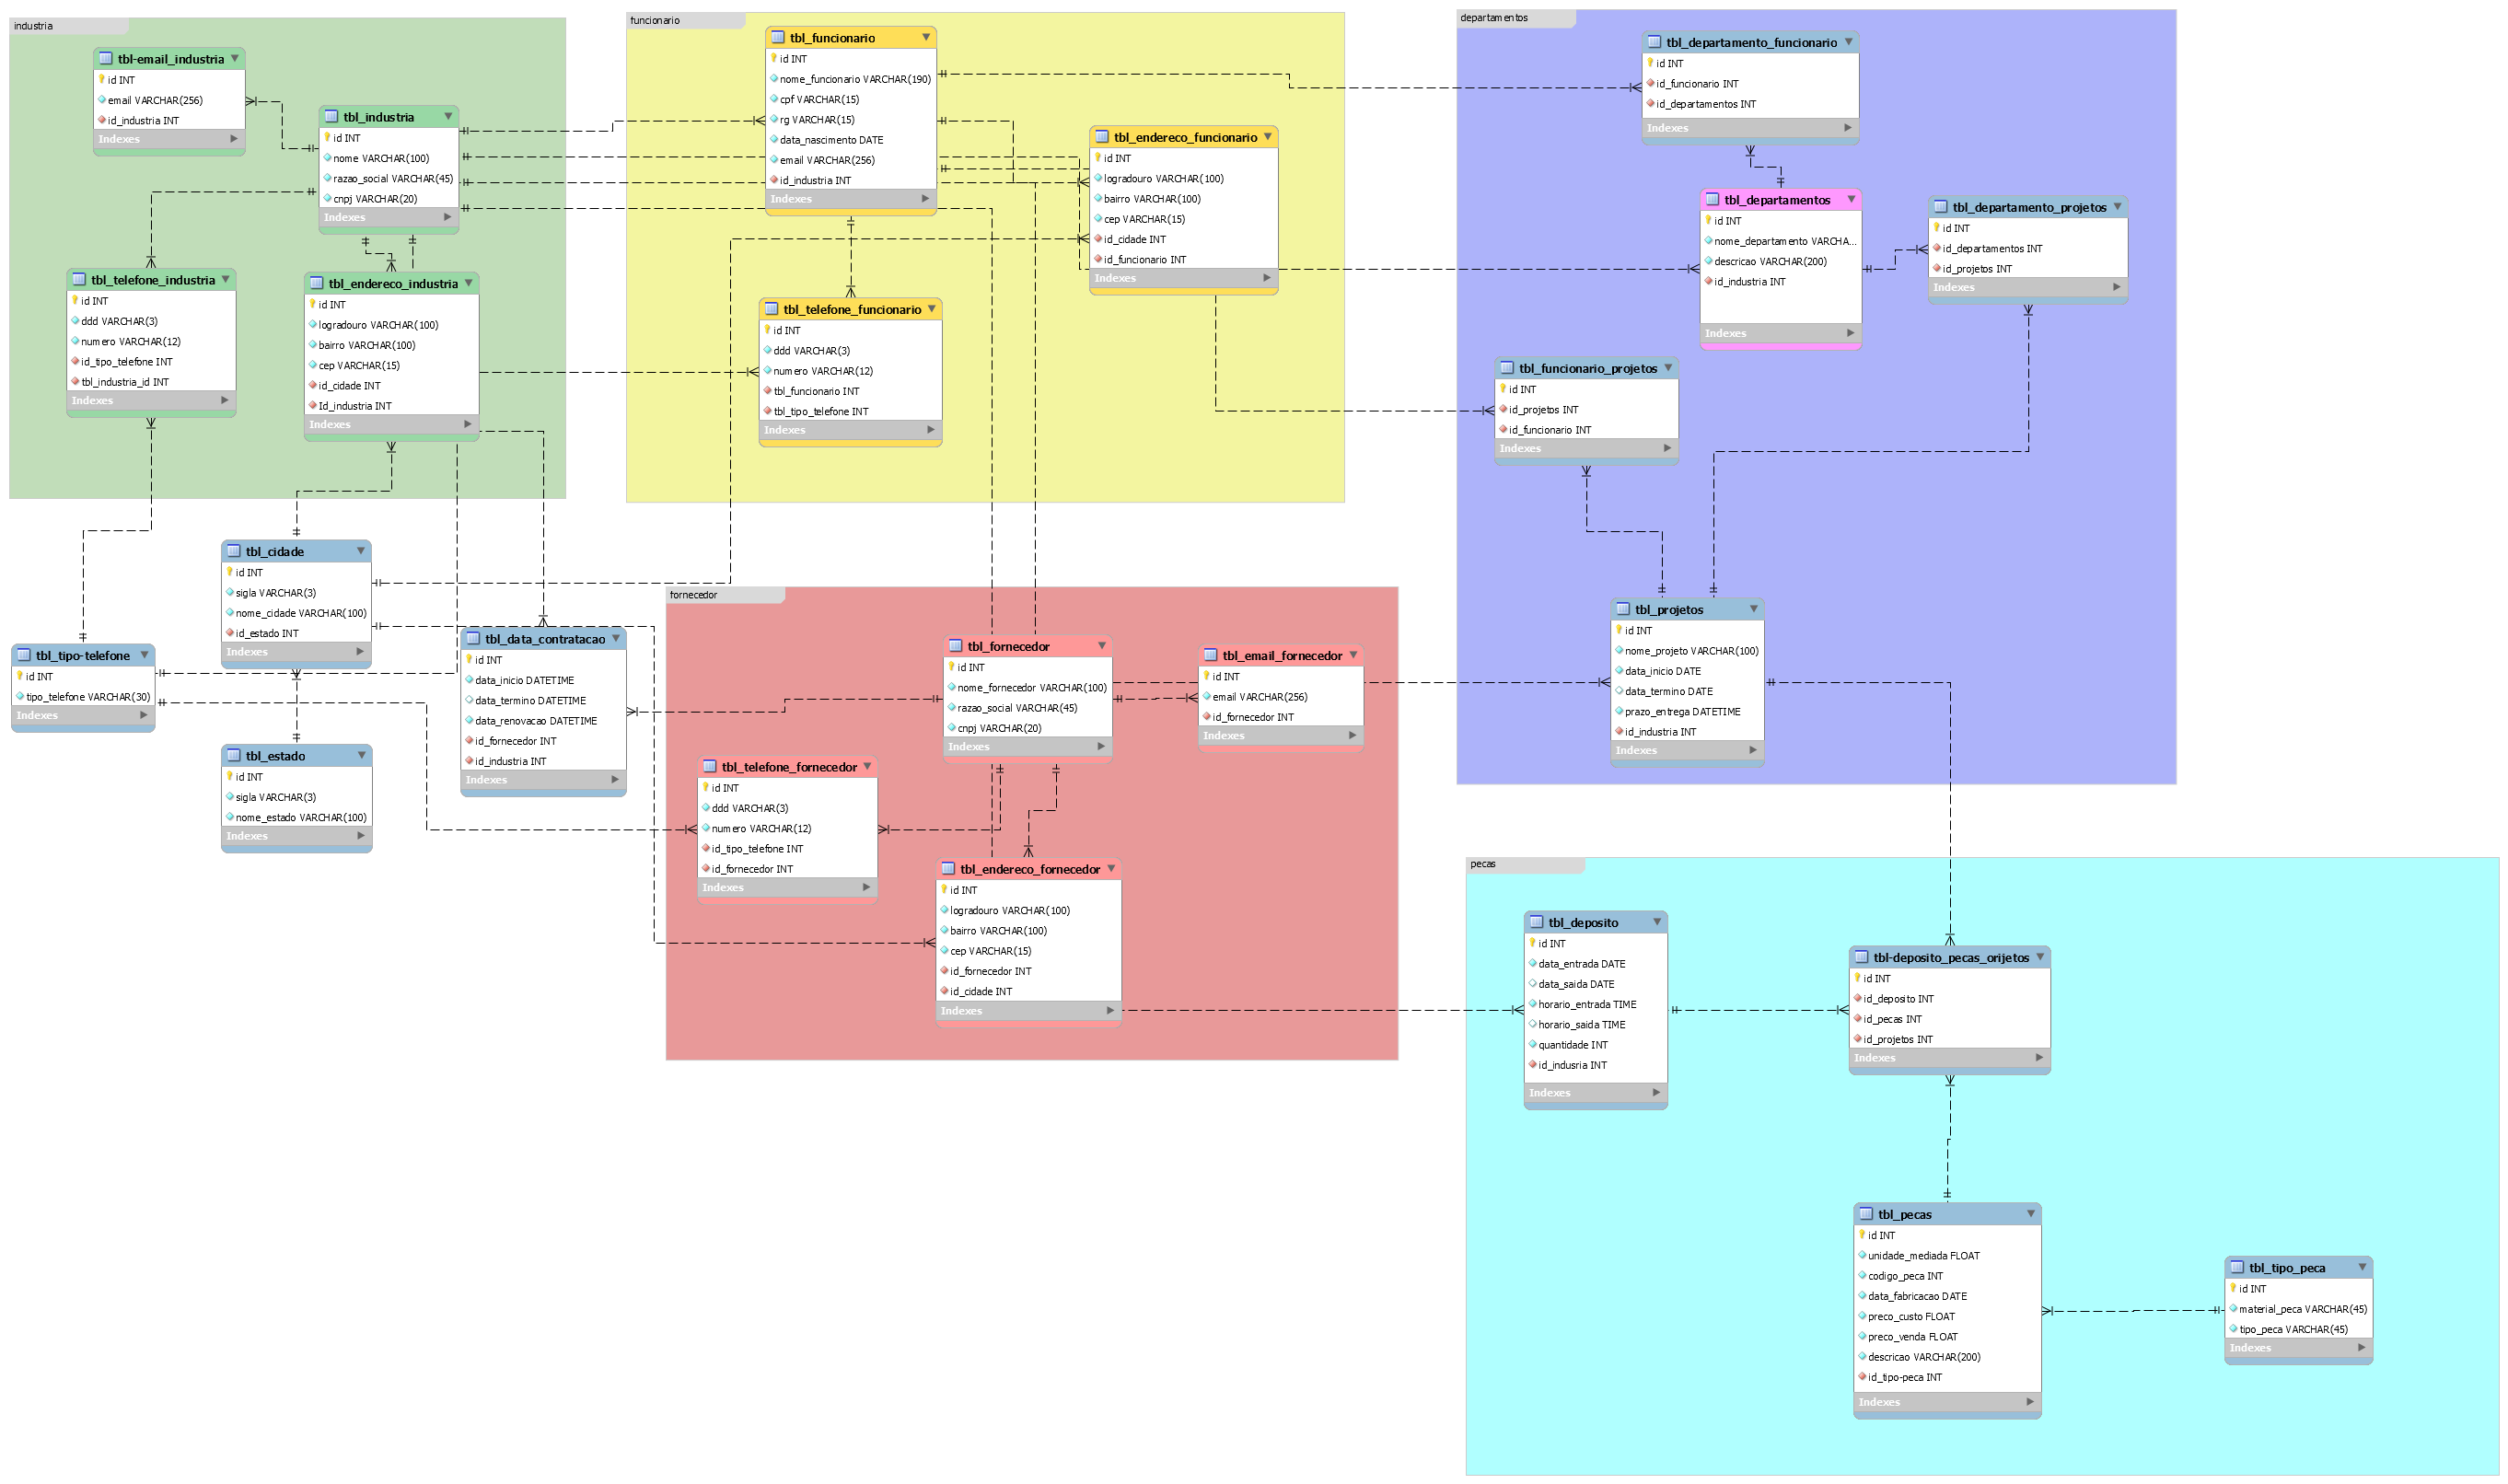 industria
tbl-email_industria
id INT
email VARCHAR(256)
id_industria INT
Indexes
tbl_industria
id INT
nome VARCHAR(100)
razao_social VARCHAR(45)
cnpj VARCHAR(20)
Indexes
tbl_telefone_industria
id INT
ddd VARCHAR(3)
numero VARCHAR(12)
id_tipo_telefone INT
tbl_industria_id INT
Indexes
tbl_endereco_industria
id INT
logradouro VARCHAR(100)
bairro VARCHAR(100)
cep VARCHAR(15)
id_cidade INT
Id_industria INT
Indexes
funcionario
tbl_funcionario
id INT
nome_funcionario VARCHAR(190)
cpf VARCHAR(15)
rg VARCHAR(15)
data_nascimento DATE
email VARCHAR(256)
id_industria INT
Indexes
tbl_endereco_funcionario
id INT
logradouro VARCHAR(100)
bairro VARCHAR(100)
cep VARCHAR(15)
id_cidade INT
id_funcionario INT
Indexes
tbl_telefone_funcionario
id INT
ddd VARCHAR(3)
numero VARCHAR(12)
tbl_funcionario INT
tbl_tipo_telefone INT
Indexes
departamentos
tbl_departamento_funcionario
id INT
id_funcionario INT
id_departamentos INT
Indexes
tbl_departamentos
id INT
nome_departamento VARCHA...
descricao VARCHAR(200)
id_industria INT
Indexes
tbl_departamento_projetos
id INT
id_departamentos INT
id_projetos INT
Indexes
tbl_funcionario_projetos
id INT
id_projetos INT
id_funcionario INT
Indexes
tbl_projetos
id INT
nome_projeto VARCHAR(100)
data_inicio DATE
data_termino DATE
prazo_entrega DATETIME
id_industria INT
Indexes
tbl_cidade
id INT
sigla VARCHAR(3)
nome_cidade VARCHAR(100)
id_estado INT
Indexes
tbl_tipo-telefone
id INT
tipo_telefone VARCHAR(30)
Indexes
tbl_estado
id INT
sigla VARCHAR(3)
nome_estado VARCHAR(100)
Indexes
tbl_data_contratacao
id INT
data_inicio DATETIME
data_termino DATETIME
data_renovacao DATETIME
id_fornecedor INT
id_industria INT
Indexes
fornecedor
tbl_fornecedor
id INT
nome_fornecedor VARCHAR(100)
razao_social VARCHAR(45)
cnpj VARCHAR(20)
Indexes
tbl_email_fornecedor
id INT
email VARCHAR(256)
id_fornecedor INT
Indexes
tbl_telefone_fornecedor
id INT
ddd VARCHAR(3)
numero VARCHAR(12)
id_tipo_telefone INT
id_fornecedor INT
Indexes
tbl_endereco_fornecedor
id INT
logradouro VARCHAR(100)
bairro VARCHAR(100)
cep VARCHAR(15)
id_fornecedor INT
id_cidade INT
Indexes
pecas
tbl_deposito
id INT
data_entrada DATE
data_saida DATE
horario_entrada TIME
horario_saida TIME
quantidade INT
id_indusria INT
Indexes
tbl-deposito_pecas_orijetos
id INT
id_deposito INT
id_pecas INT
id_projetos INT
Indexes
tbl_pecas
id INT
unidade_mediada FLOAT
codigo_peca INT
data_fabricacao DATE
preco_custo FLOAT
preco_venda FLOAT
descricao VARCHAR(200)
id_tipo-peca INT
Indexes
tbl_tipo_peca
id INT
material_peca VARCHAR(45)
tipo_peca VARCHAR(45)
Indexes